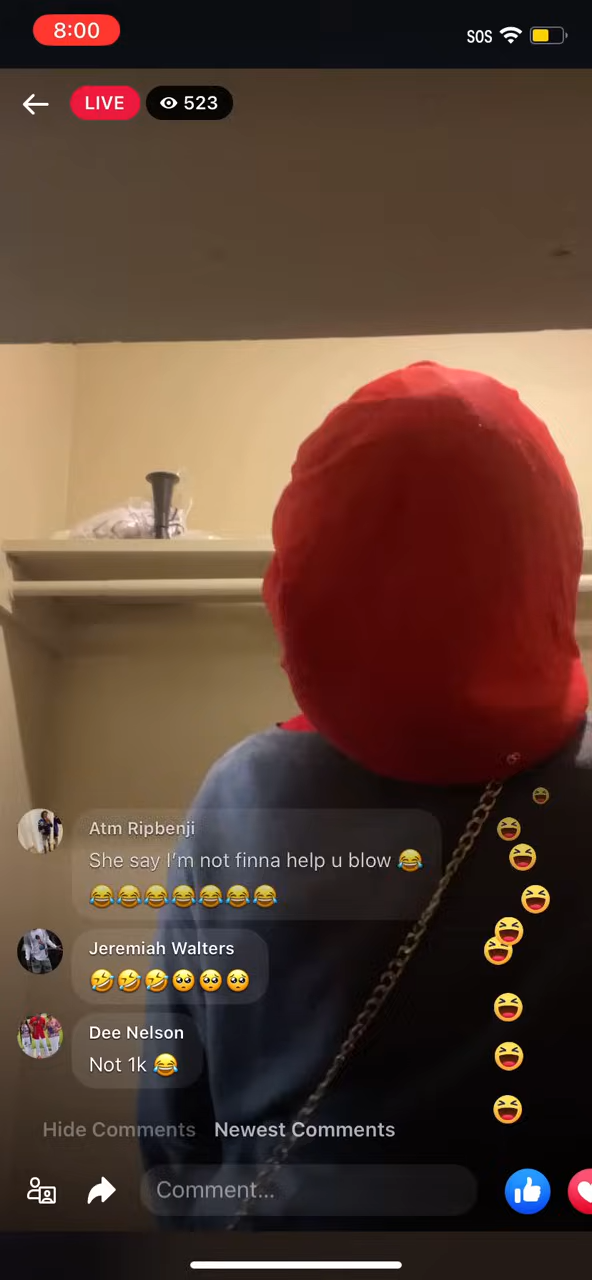 8:00
SOS
LIVE
523
Atm Ripbenji
She say I'm not finna help u blow 😂
😂😂😂😂😂😂😂
Jeremiah Walters
🤣🤣🤣🥺🥺🥺
Dee Nelson
Not 1k 😂
Hide Comments Newest Comments
Comment...